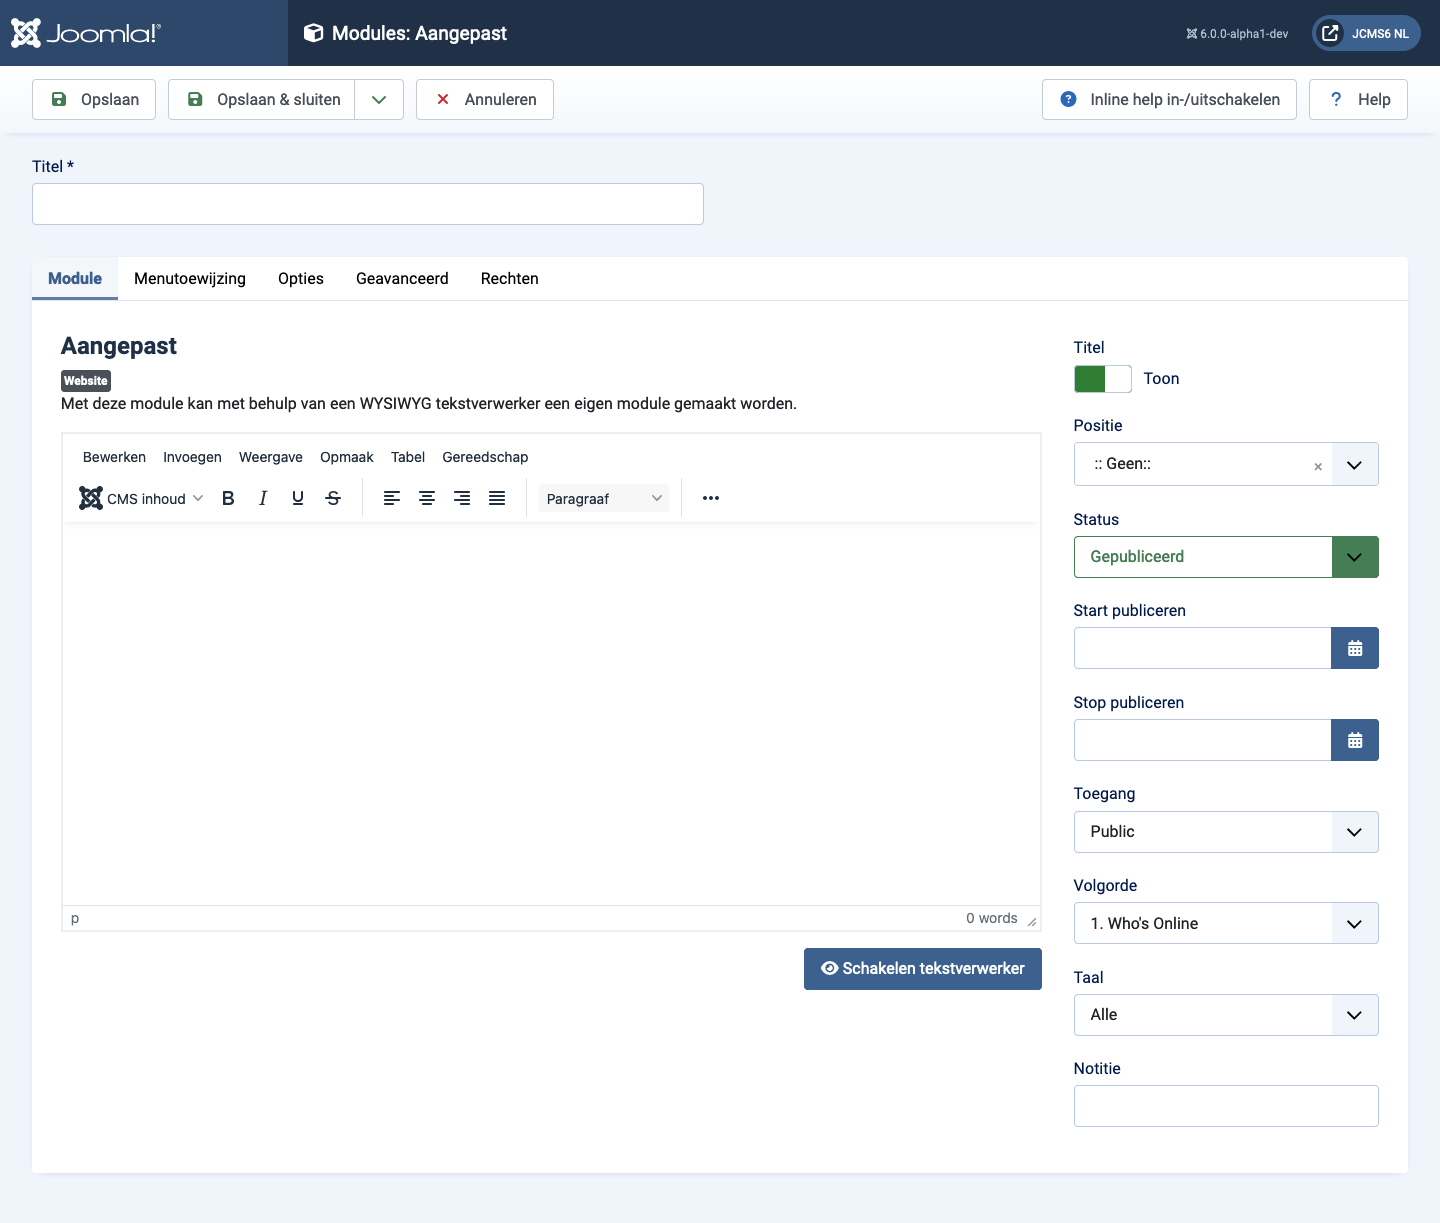 Joomla!®
Modules: Aangepast
6.0.0-alpha1-dev
JCMS6 NL
Opslaan
Opslaan & sluiten
Annuleren
Inline help in-/uitschakelen
? Help
Titel *
Module
Menutoewijzing
Opties
Geavanceerd
Rechten
Aangepast
Website
Met deze module kan met behulp van een WYSIWYG tekstverwerker een eigen module gemaakt worden.
Bewerken
Invoegen
Weergave
Opmaak
Tabel
Gereedschap
CMS inhoud
B I U S
Paragraaf
p
0 words
Schakelen tekstverwerker
Titel
Toon
Positie
:: Geen::
×
Status
Gepubliceerd
Start publiceren
Stop publiceren
Toegang
Public
Volgorde
1. Who's Online
Taal
Alle
Notitie